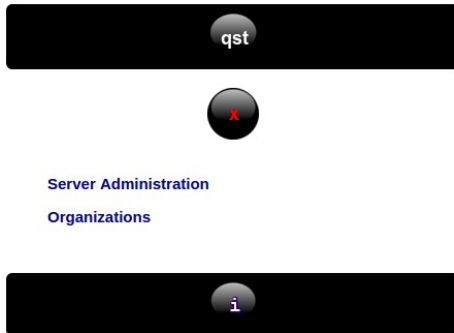 qst
x
Server Administration
Organizations
i